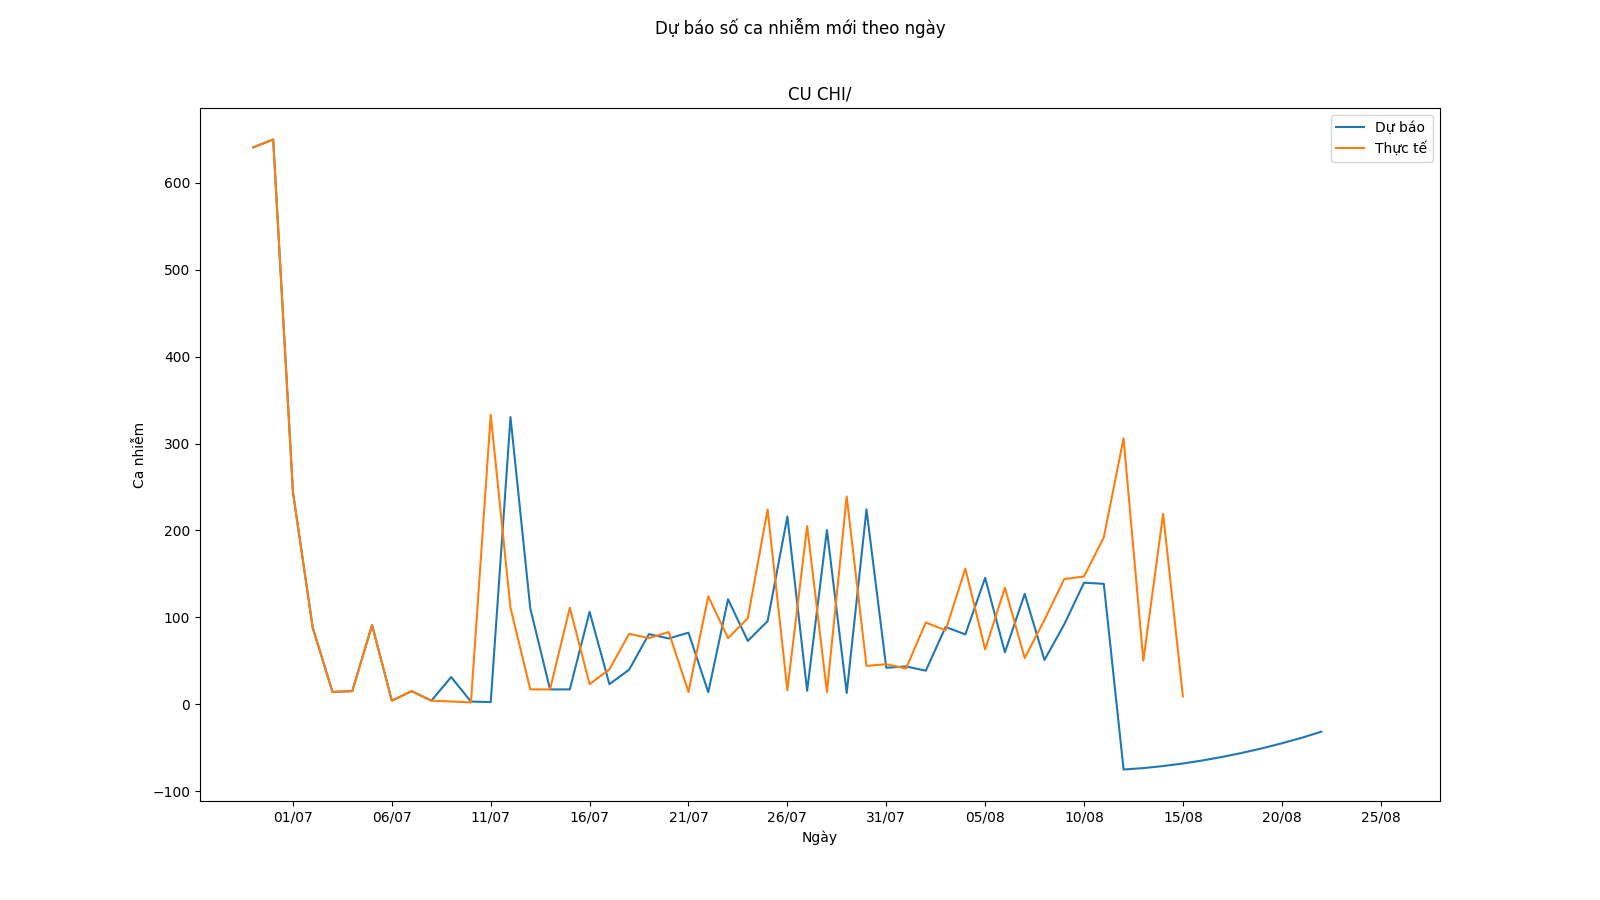 Dự báo số ca nhiễm mới theo ngày
CU CHI/
Dự báo
Thực tế
600
500
400
300
200
100
0
−100
Ca nhiễm
01/07 06/07 11/07 16/07 21/07 26/07 31/07 05/08 10/08 15/08 20/08 25/08
Ngày